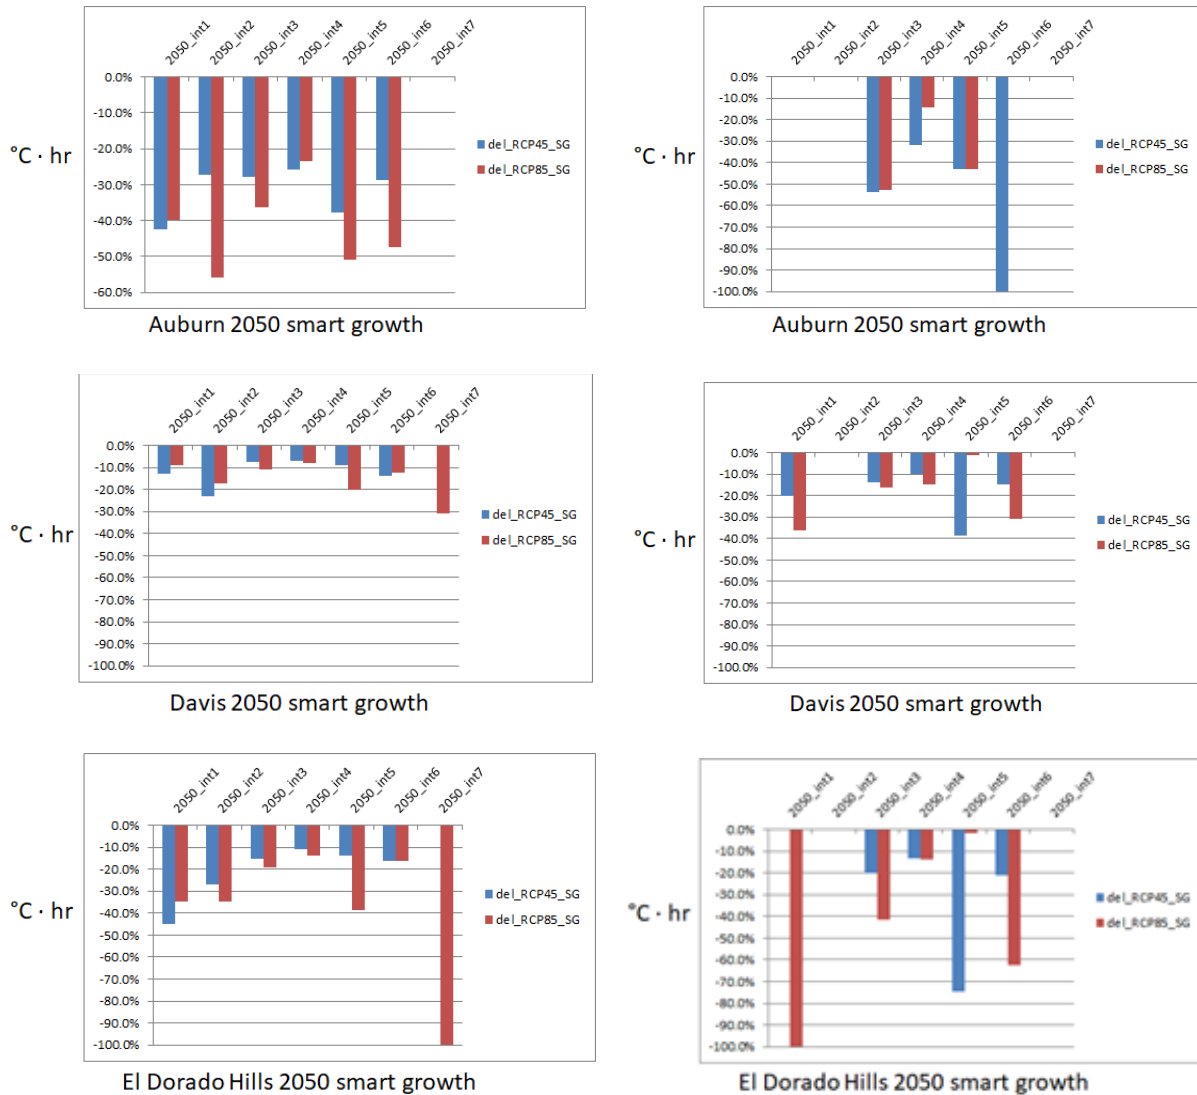 2050_int1
2050_int2
2050_int3
2050_int4
2050_int5
2050_int6
2050_int7
0.0%
-10.0%
-20.0%
-30.0%
-40.0%
-50.0%
-60.0%
°C · hr
del_RCP45_SG
del_RCP85_SG
Auburn 2050 smart growth
2050_int1
2050_int2
2050_int3
2050_int4
2050_int5
2050_int6
2050_int7
0.0%
-10.0%
-20.0%
-30.0%
-40.0%
-50.0%
-60.0%
-70.0%
-80.0%
-90.0%
-100.0%
°C · hr
del_RCP45_SG
del_RCP85_SG
Auburn 2050 smart growth
2050_int1
2050_int2
2050_int3
2050_int4
2050_int5
2050_int6
2050_int7
0.0%
-10.0%
-20.0%
-30.0%
-40.0%
-50.0%
-60.0%
-70.0%
-80.0%
-90.0%
-100.0%
°C · hr
del_RCP45_SG
del_RCP85_SG
Davis 2050 smart growth
2050_int1
2050_int2
2050_int3
2050_int4
2050_int5
2050_int6
2050_int7
0.0%
-10.0%
-20.0%
-30.0%
-40.0%
-50.0%
-60.0%
-70.0%
-80.0%
-90.0%
-100.0%
°C · hr
del_RCP45_SG
del_RCP85_SG
Davis 2050 smart growth
2050_int1
2050_int2
2050_int3
2050_int4
2050_int5
2050_int6
2050_int7
0.0%
-10.0%
-20.0%
-30.0%
-40.0%
-50.0%
-60.0%
-70.0%
-80.0%
-90.0%
-100.0%
°C · hr
del_RCP45_SG
del_RCP85_SG
El Dorado Hills 2050 smart growth
2050_int1
2050_int2
2050_int3
2050_int4
2050_int5
2050_int6
2050_int7
0.0%
-10.0%
-20.0%
-30.0%
-40.0%
-50.0%
-60.0%
-70.0%
-80.0%
-90.0%
-100.0%
°C · hr
del_RCP45_SG
del_RCP85_SG
El Dorado Hills 2050 smart growth